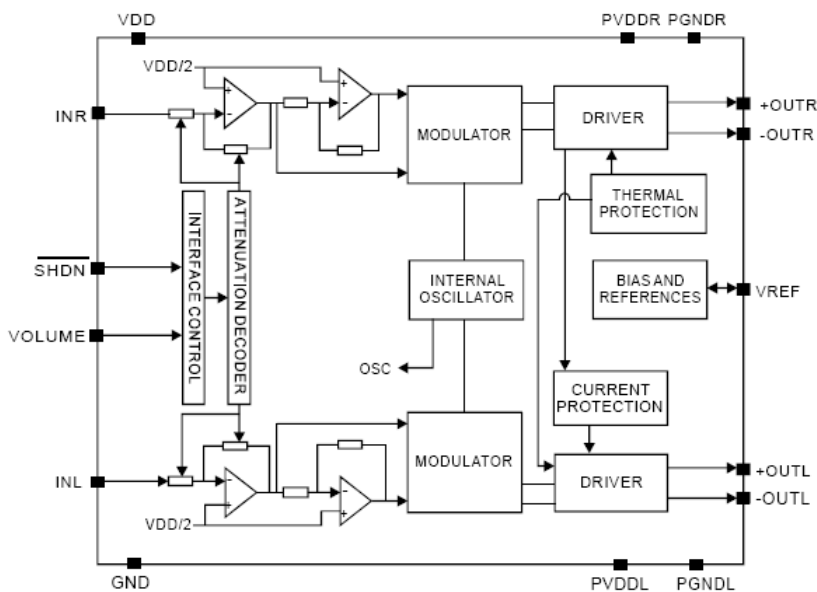 VDD
PVDDR
PGNDR
VDD/2
INR
MODULATOR
DRIVER
+OUTR
-OUTR
THERMAL
PROTECTION
INTERFACE CONTROL
ATTENUATION DECODER
SHDN
VOLUME
INTERNAL
OSCILLATOR
BIAS AND
REFERENCES
VREF
OSC
CURRENT
PROTECTION
MODULATOR
DRIVER
INL
+OUTL
-OUTL
VDD/2
GND
PVDDL
PGNDL